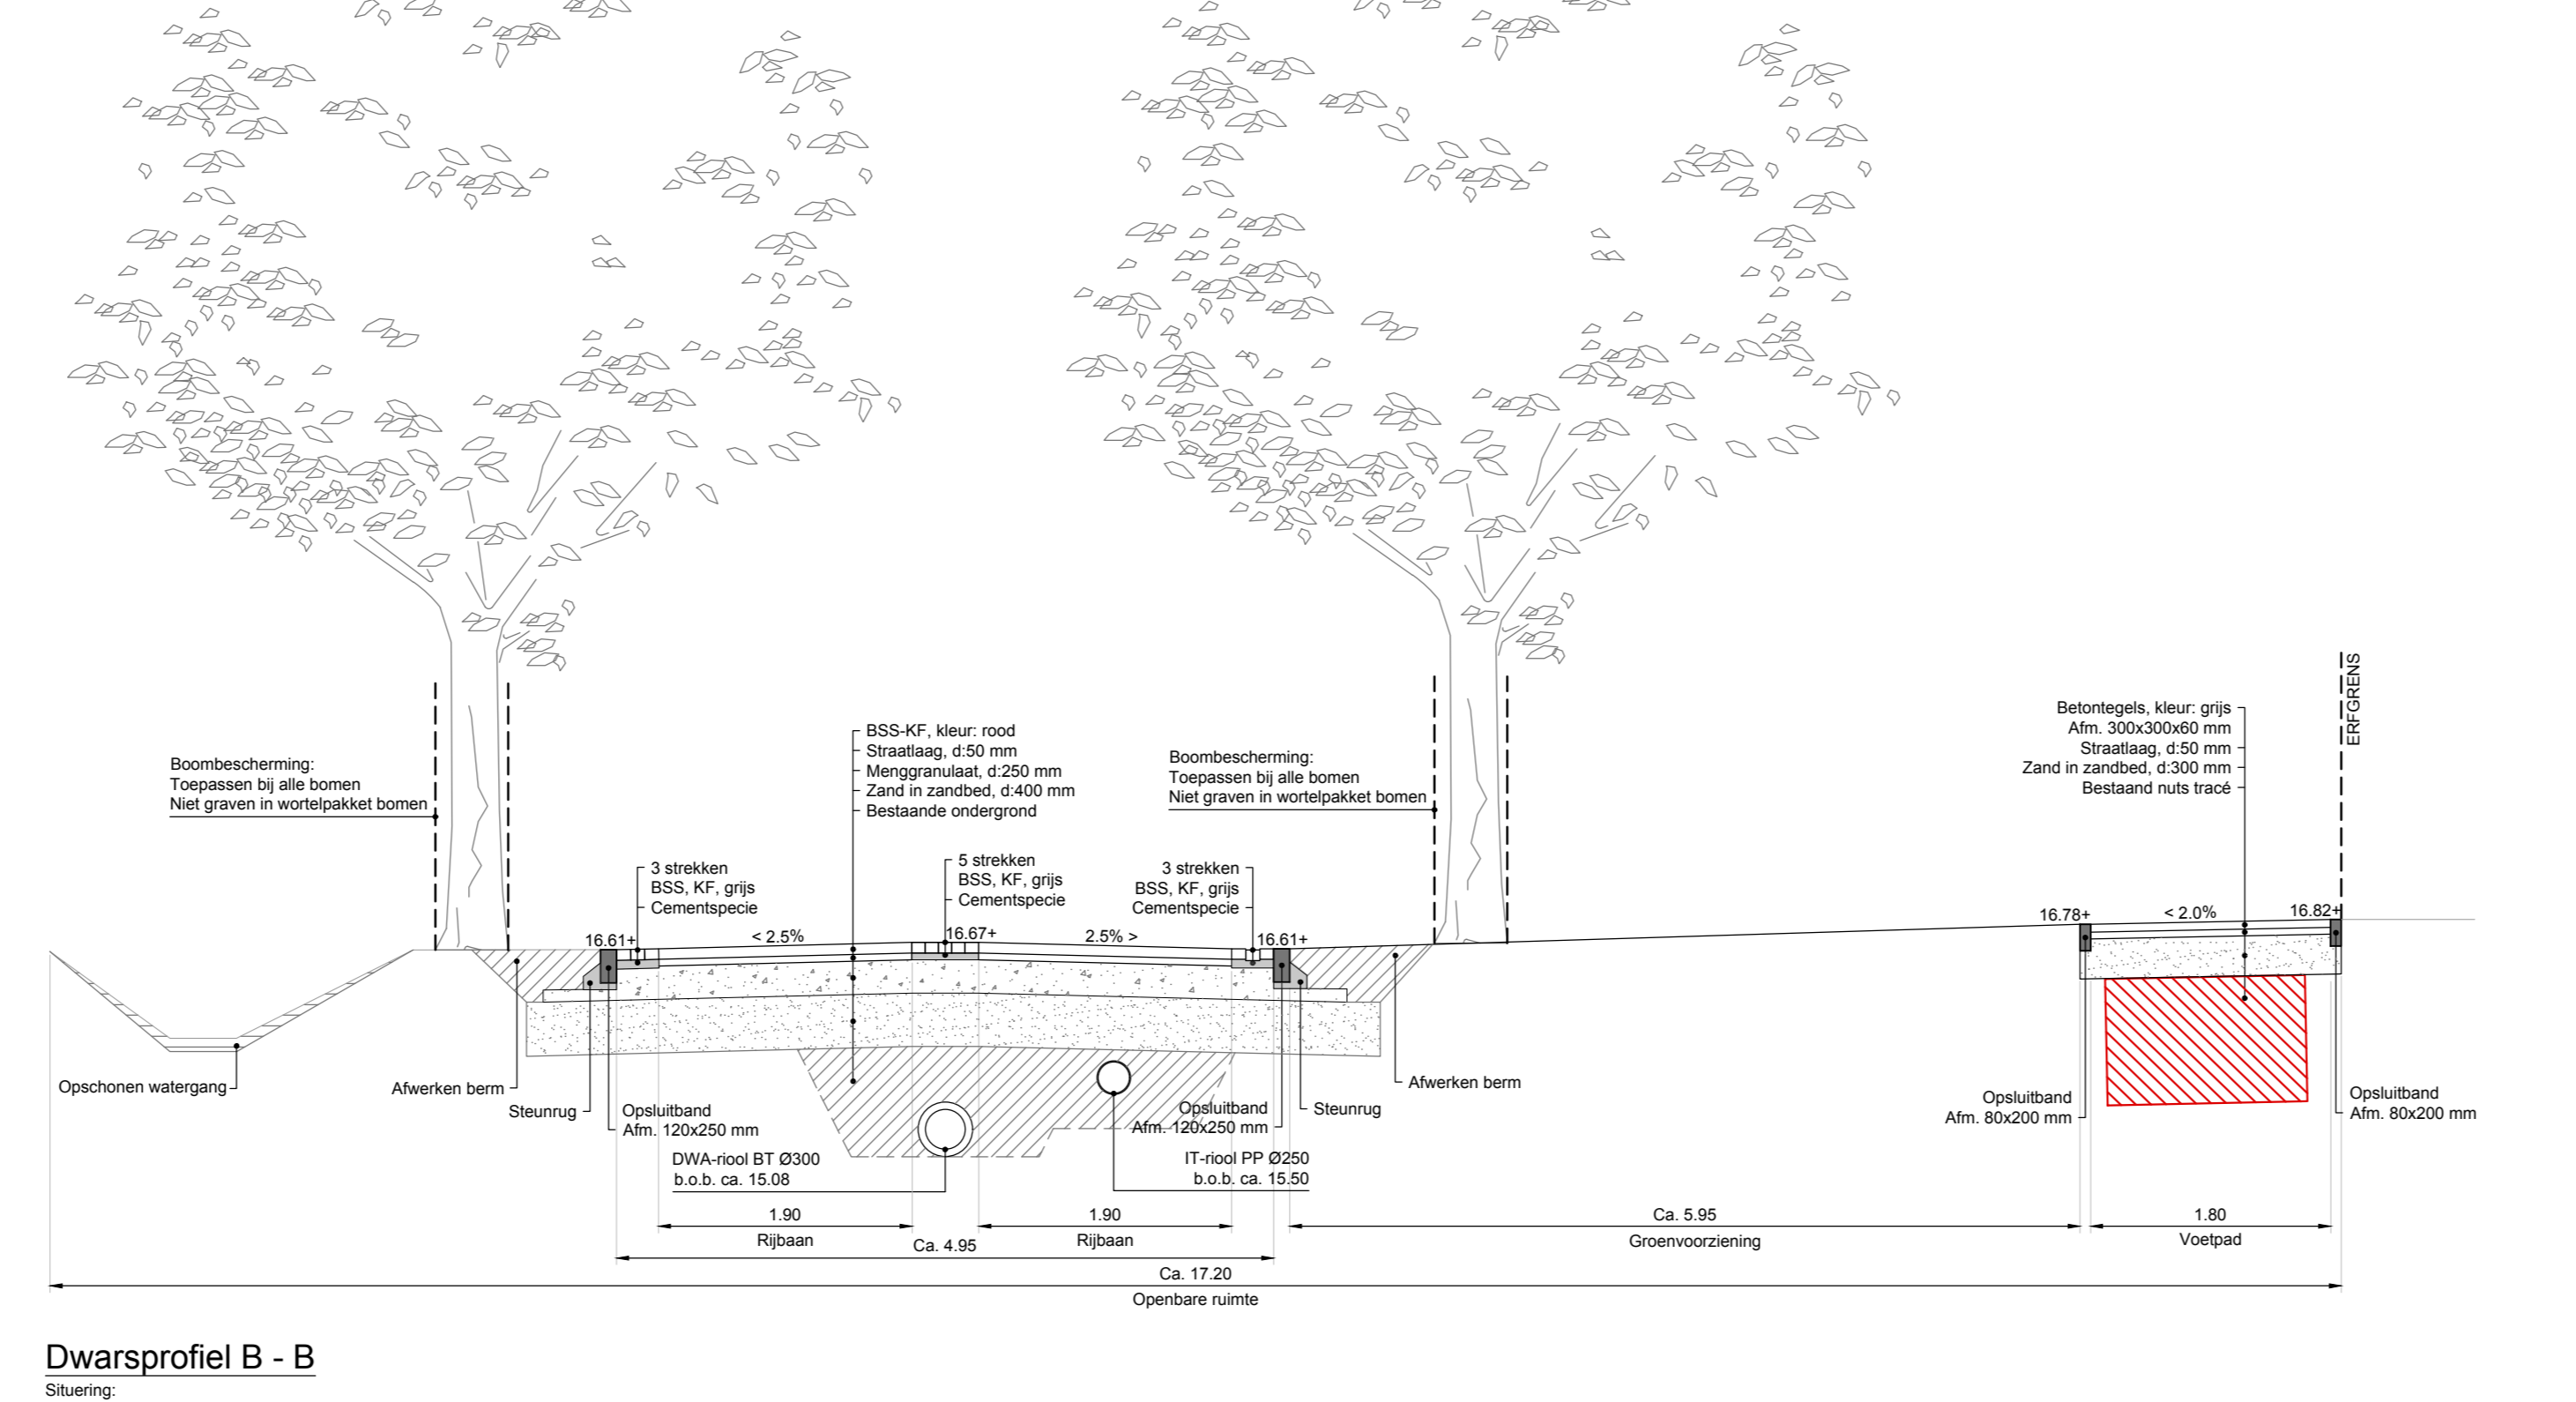 ERFGRENS
Betontegels, kleur: grijs
Afm. 300x300x60 mm
Straatlaag, d:50 mm
Zand in zandbed, d:300 mm
Bestaand nuts tracé
BSS-KF, kleur: rood
Straatlaag, d:50 mm
Menggranulaat, d:250 mm
Zand in zandbed, d:400 mm
Bestaande ondergrond
Boombescherming:
Toepassen bij alle bomen
Niet graven in wortelpakket bomen
Boombescherming:
Toepassen bij alle bomen
Niet graven in wortelpakket bomen
3 strekken
BSS, KF, grijs
Cementspecie
5 strekken
BSS, KF, grijs
Cementspecie
3 strekken
BSS, KF, grijs
Cementspecie
16.61+
< 2.5%
16.67+
2.5% >
16.61+
16.78+
< 2.0%
16.82+
Opschonen watergang
Afwerken berm
Steunrug
Opsluitband
Afm. 120x250 mm
Opsluitband
Afm. 120x250 mm
Steunrug
Afwerken berm
Opsluitband
Afm. 80x200 mm
Opsluitband
Afm. 80x200 mm
DWA-riool BT Ø300
b.o.b. ca. 15.08
IT-riool PP Ø250
b.o.b. ca. 15.50
1.90
Rijbaan
1.90
Rijbaan
Ca. 4.95
Ca. 5.95
Groenvoorziening
1.80
Voetpad
Ca. 17.20
Openbare ruimte
Dwarsprofiel B - B
Situering: